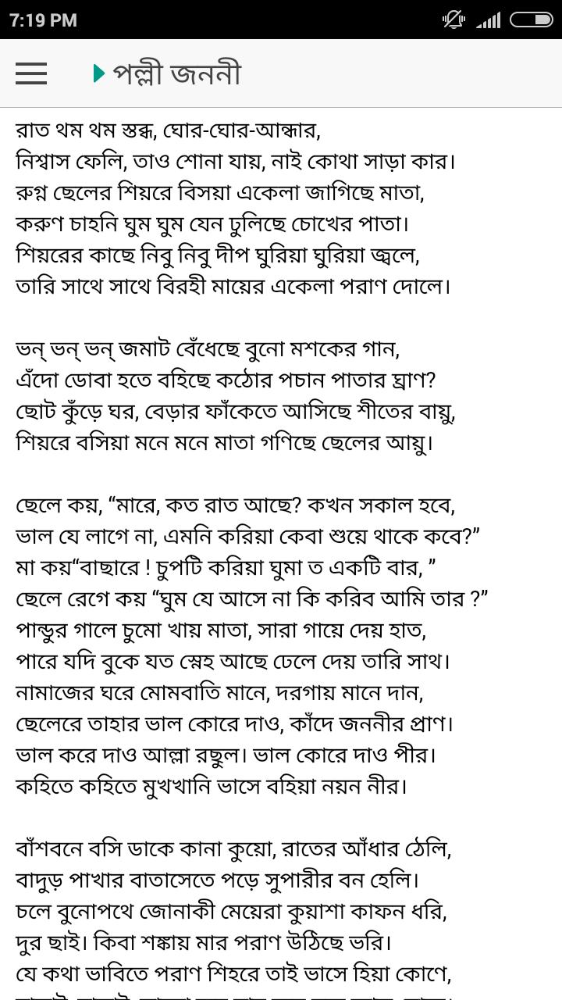 7:19 PM
পল্লী জননী
রাত থম থম স্তব্ধ, ঘোর-ঘোর-আন্ধার,
নিশ্বাস ফেলি, তাও শোনা যায়, নাই কোথা সাড়া কার।
রুগ্ন ছেলের শিয়রে বিসয়া একেলা জাগিছে মাতা,
করুণ চাহনি ঘুম ঘুম যেন ঢুলিছে চোখের পাতা।
শিয়রের কাছে নিবু নিবু দীপ ঘুরিয়া ঘুরিয়া জ্বলে,
তারি সাথে সাথে বিরহী মায়ের একেলা পরাণ দোলে।
ভন্ ভন্ ভন্ জমাট বেঁধেছে বুনো মশকের গান,
এঁদো ডোবা হতে বহিছে কঠোর পচান পাতার ঘ্রাণ?
ছোট কুঁড়ে ঘর, বেড়ার ফাঁকেতে আসিছে শীতের বায়ু,
শিয়রে বসিয়া মনে মনে মাতা গণিছে ছেলের আয়ু।
ছেলে কয়, “মারে, কত রাত আছে? কখন সকাল হবে,
ভাল যে লাগে না, এমনি করিয়া কেবা শুয়ে থাকে কবে?”
মা কয়“বাছারে ! চুপটি করিয়া ঘুমা ত একটি বার, ”
ছেলে রেগে কয় “ঘুম যে আসে না কি করিব আমি তার ?”
পান্ডুর গালে চুমো খায় মাতা, সারা গায়ে দেয় হাত,
পারে যদি বুকে যত স্নেহ আছে ঢেলে দেয় তারি সাথ।
নামাজের ঘরে মোমবাতি মানে, দরগায় মানে দান,
ছেলেরে তাহার ভাল কোরে দাও, কাঁদে জননীর প্রাণ।
ভাল করে দাও আল্লা রছুল। ভাল কোরে দাও পীর।
কহিতে কহিতে মুখখানি ভাসে বহিয়া নয়ন নীর।
বাঁশবনে বসি ডাকে কানা কুয়ো, রাতের আঁধার ঠেলি,
বাদুড় পাখার বাতাসেতে পড়ে সুপারীর বন হেলি।
চলে বুনোপথে জোনাকী মেয়েরা কুয়াশা কাফন ধরি,
দুর ছাই। কিবা শঙ্কায় মার পরাণ উঠিছে ভরি।
যে কথা ভাবিতে পরাণ শিহরে তাই ভাসে হিয়া কোণে,